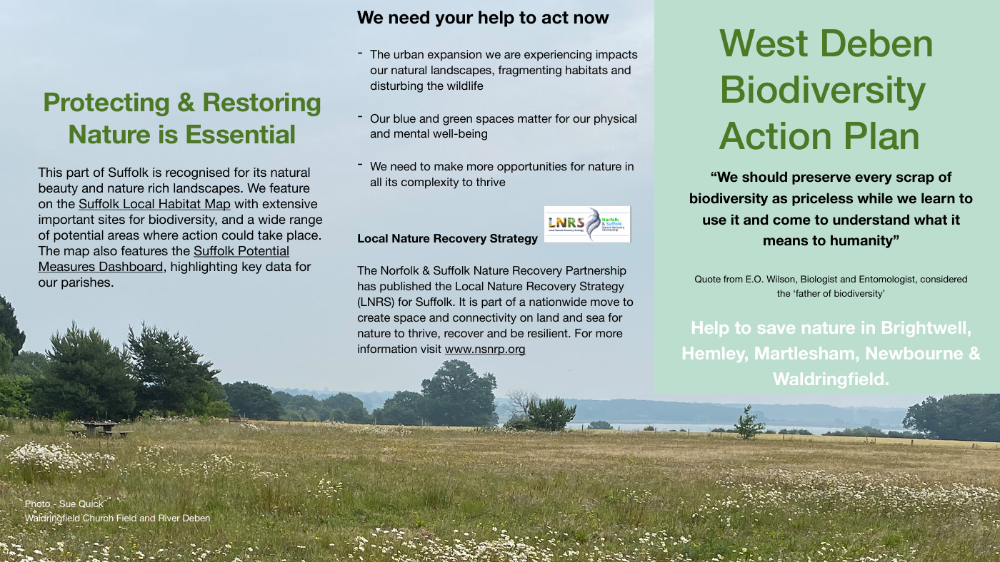 Protecting & Restoring
Nature is Essential
This part of Suffolk is recognised for its natural
beauty and nature rich landscapes. We feature
on the Suffolk Local Habitat Map with extensive
important sites for biodiversity, and a wide range
of potential areas where action could take place.
The map also features the Suffolk Potential
Measures Dashboard, highlighting key data for
our parishes.
Photo - Sue Quick
Waldringfield Church Field and River Deben
We need your help to act now
- The urban expansion we are experiencing impacts
our natural landscapes, fragmenting habitats and
disturbing the wildlife
- Our blue and green spaces matter for our physical
and mental well-being
- We need to make more opportunities for nature in
all its complexity to thrive
LNRS
Local Nature Recovery Strategy
Norfolk
& Suffolk
Nature Recovery
Partnership
Local Nature Recovery Strategy
The Norfolk & Suffolk Nature Recovery Partnership
has published the Local Nature Recovery Strategy
(LNRS) for Suffolk. It is part of a nationwide move to
create space and connectivity on land and sea for
nature to thrive, recover and be resilient. For more
information visit www.nsnrp.org
West Deben
Biodiversity
Action Plan
“We should preserve every scrap of
biodiversity as priceless while we learn to
use it and come to understand what it
means to humanity”
Quote from E.O. Wilson, Biologist and Entomologist, considered
the ‘father of biodiversity’
Help to save nature in Brightwell,
Hemley, Martlesham, Newbourne &
Waldringfield.